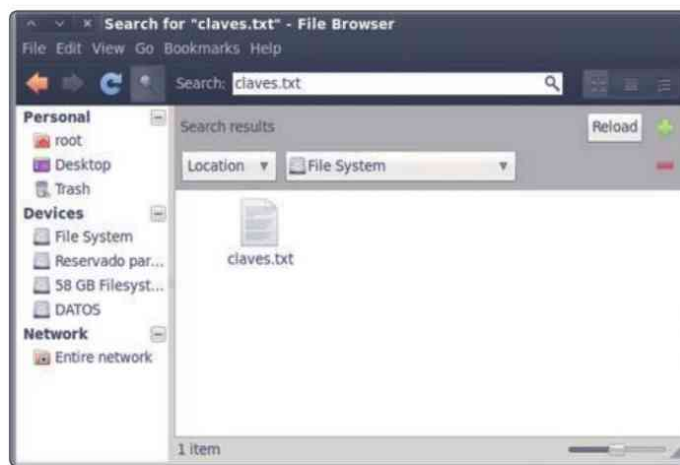 Search for "claves.txt" - File Browser
File Edit View Go Bookmarks Help
Search: claves.txt
Personal
root
Desktop
Trash
Devices
File System
Reservado par...
58 GB Filesyst...
DATOS
Network
Entire network
Search results
Reload
Location
File System
claves.txt
1 item